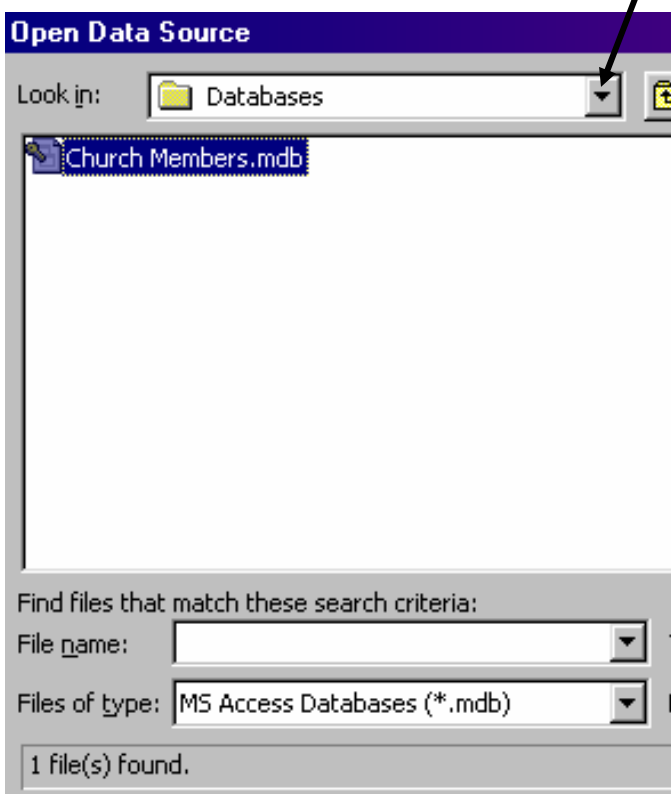 Open Data Source
Look in: Databases
Church Members.mdb
Find files that match these search criteria:
File name:
Files of type: MS Access Databases (*.mdb)
1 file(s) found.